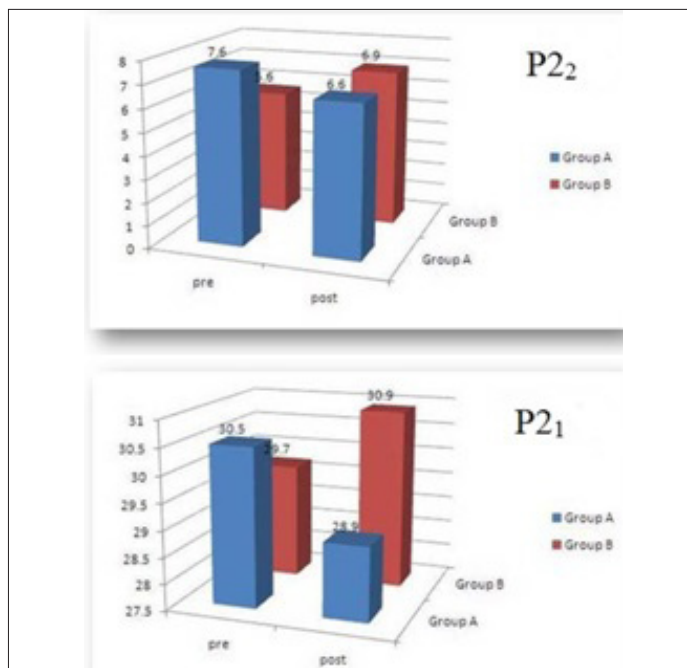 P2₂
8
7
6
5
4
3
2
1
0
7.6
5.6
6.6
6.9
Group A
Group B
Group B
Group A
pre
post
P2₁
31
30.5
30
29.5
29
28.5
28
27.5
30.5
29.7
28.9
30.9
Group A
Group B
Group B
Group A
pre
post